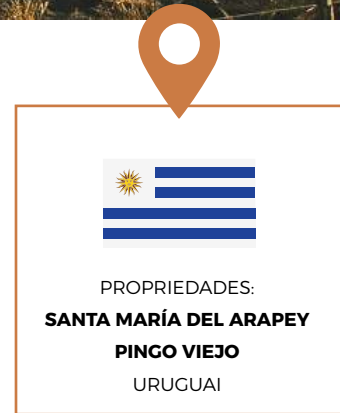 PROPRIEDADES:
SANTA MARÍA DEL ARAPEY
PINGO VIEJO
URUGUAI